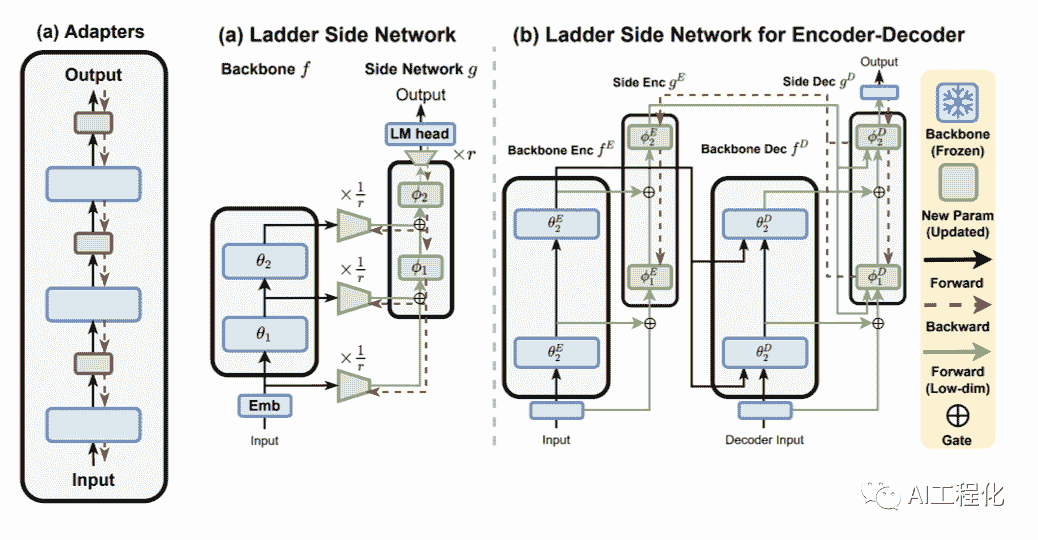 (a) Adapters
Output
Input
(a) Ladder Side Network
Backbone f
Side Network g
Output
LM head
×r
×1/r
ϕ2
θ2
×1/r
ϕ1
θ1
×1/r
Emb
Input
(b) Ladder Side Network for Encoder-Decoder
Output
Side Enc g^E
Side Dec g^D
ϕ2^E
ϕ2^D
Backbone Enc f^E
Backbone Dec f^D
θ2^E
θ2^D
ϕ1^E
ϕ1^D
θ2^E
θ2^D
Input
Decoder Input
Backbone
(Frozen)
New Param
(Updated)
Forward
Backward
Forward
(Low-dim)
Gate
AI工程化